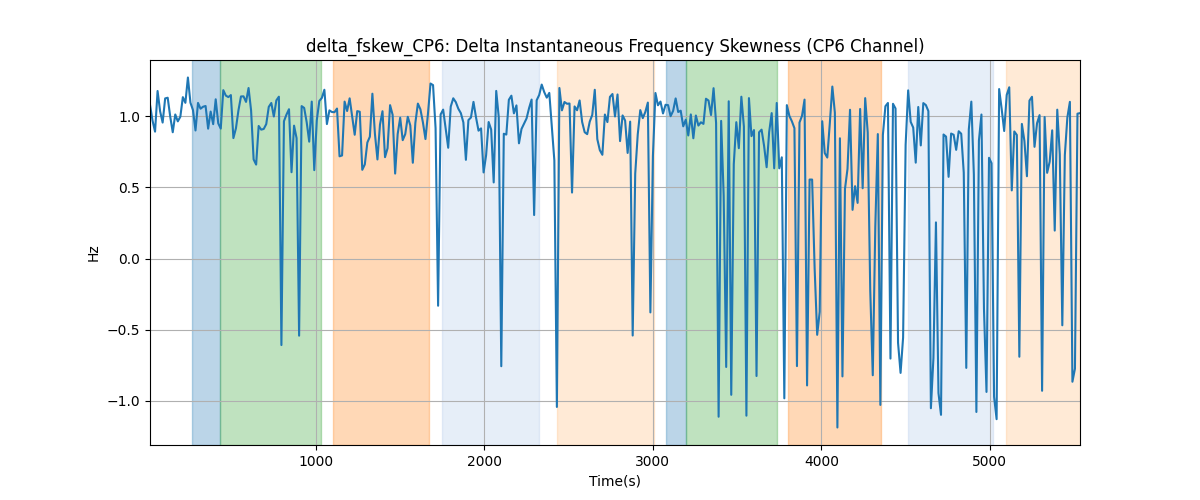 delta_fskew_CP6: Delta Instantaneous Frequency Skewness (CP6 Channel)
1.0
0.5
0.0
−0.5
−1.0
Hz
1000 2000 3000 4000 5000
Time(s)